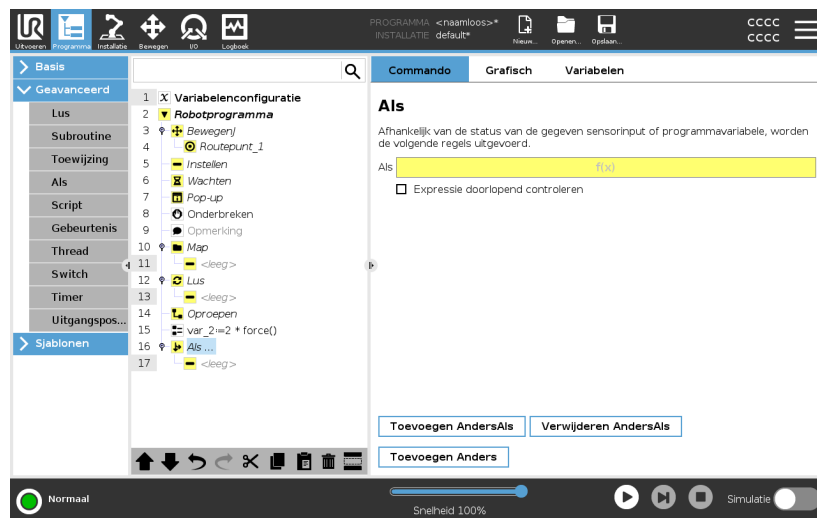 UR
PROGRAMMA <naamloos>*
INSTALLATIE default*
Uitvoeren Programma Installatie Bewegen I/O Logboek
Nieuw... Openen... Opslaan...
cccc
cccc
Basis
Geavanceerd
Lus
Subroutine
Toewijzing
Als
Script
Gebeurtenis
Thread
Switch
Timer
Uitgangspos...
Sjablonen
1 X Variabelenconfiguratie
2 Robotprogramma
3 BewegenJ
4 Routepunt_1
5 Instellen
6 Wachten
7 Pop-up
8 Onderbreken
9 Opmerking
10 Map
11 <leeg>
12 Lus
13 <leeg>
14 Oproepen
15 var_2:=2 * force()
16 Als ...
17 <leeg>
Commando Grafisch Variabelen
Als
Afhankelijk van de status van de gegeven sensorinput of programmavariabele, worden
de volgende regels uitgevoerd.
Als f(x)
Expressie doorlopend controleren
Toevoegen AndersAls Verwijderen AndersAls
Toevoegen Anders
Normaal
Snelheid 100%
Simulatie